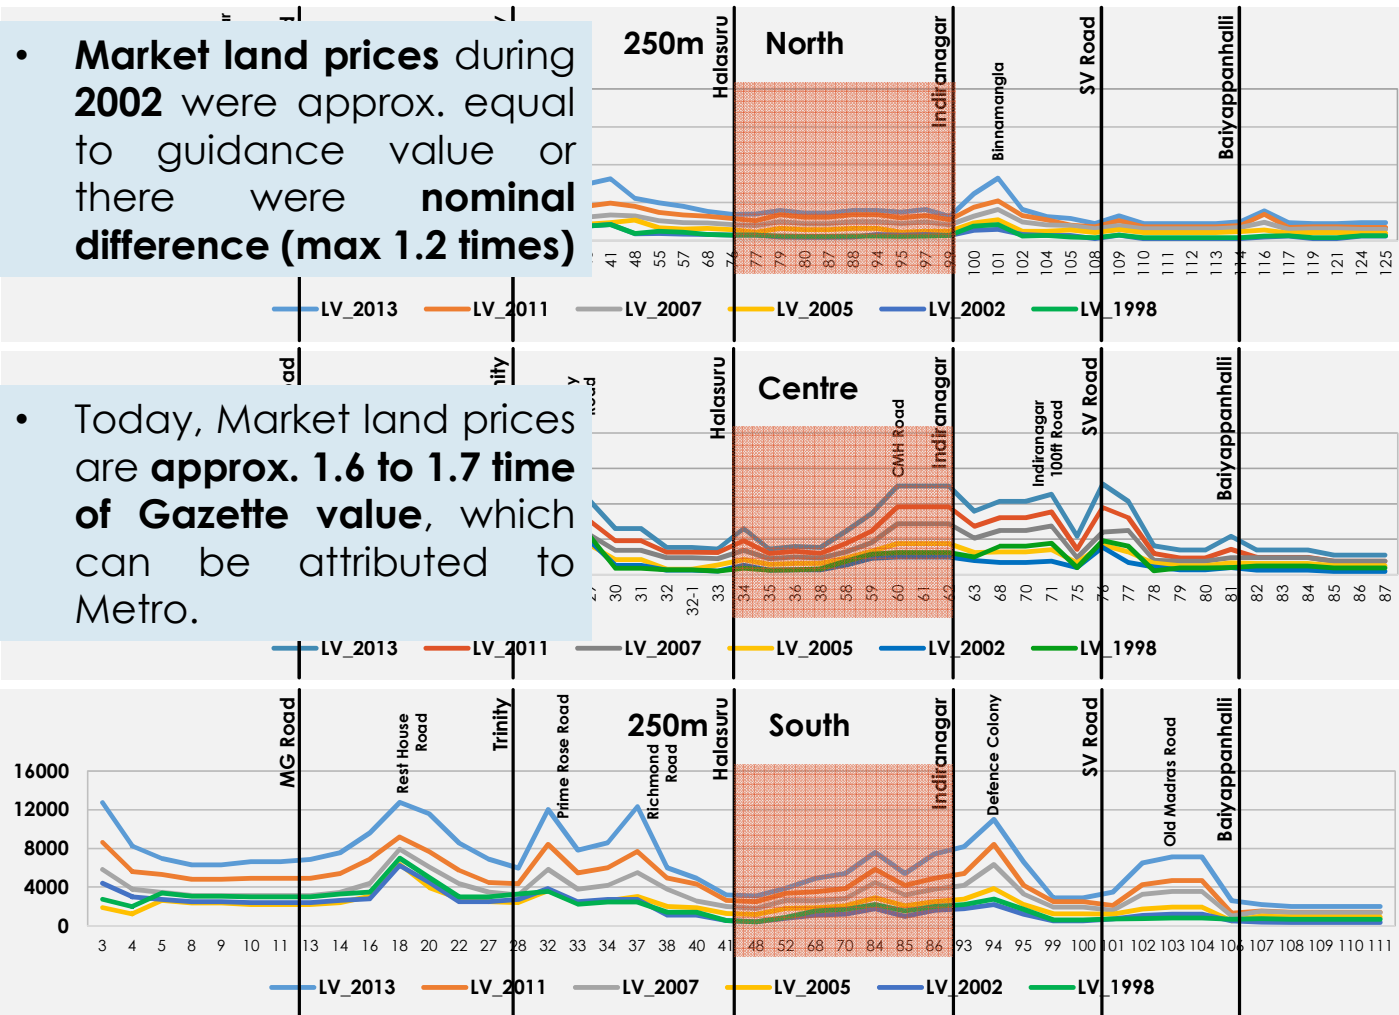 • Market land prices during
2002 were approx. equal
to guidance value or
there were nominal
difference (max 1.2 times)
250m North
Halasuru
Indiranagar
Binnamangla
SV Road
Baiyappanhalli
41 48 55 57 68 76 77 79 80 87 88 94 95 97 99 100 101 102 104 105 108 109 110 111 112 113 114 116 117 119 121 124 125
LV_2013 LV_2011 LV_2007 LV_2005 LV_2002 LV_1998
• Today, Market land prices
are approx. 1.6 to 1.7 time
of Gazette value, which
can be attributed to
Metro.
Centre
Halasuru
CMH Road
Indiranagar
Indiranagar
100ft Road
SV Road
Baiyappanhalli
30 31 32 32-1 33 34 35 36 38 58 59 60 61 62 63 68 70 71 75 76 77 78 79 80 81 82 83 84 85 86 87
LV_2013 LV_2011 LV_2007 LV_2005 LV_2002 LV_1998
250m South
MG Road
Rest House
Road
Trinity
Prime Rose Road
Richmond
Road
Halasuru
Indiranagar
Defence Colony
SV Road
Old Madras Road
Baiyappanhalli
16000
12000
8000
4000
0
3 4 5 8 9 10 11 13 14 16 18 20 22 27 28 32 33 34 37 38 40 41 48 52 68 70 84 85 86 93 94 95 99 100 101 102 103 104 106 107 108 109 110 111
LV_2013 LV_2011 LV_2007 LV_2005 LV_2002 LV_1998